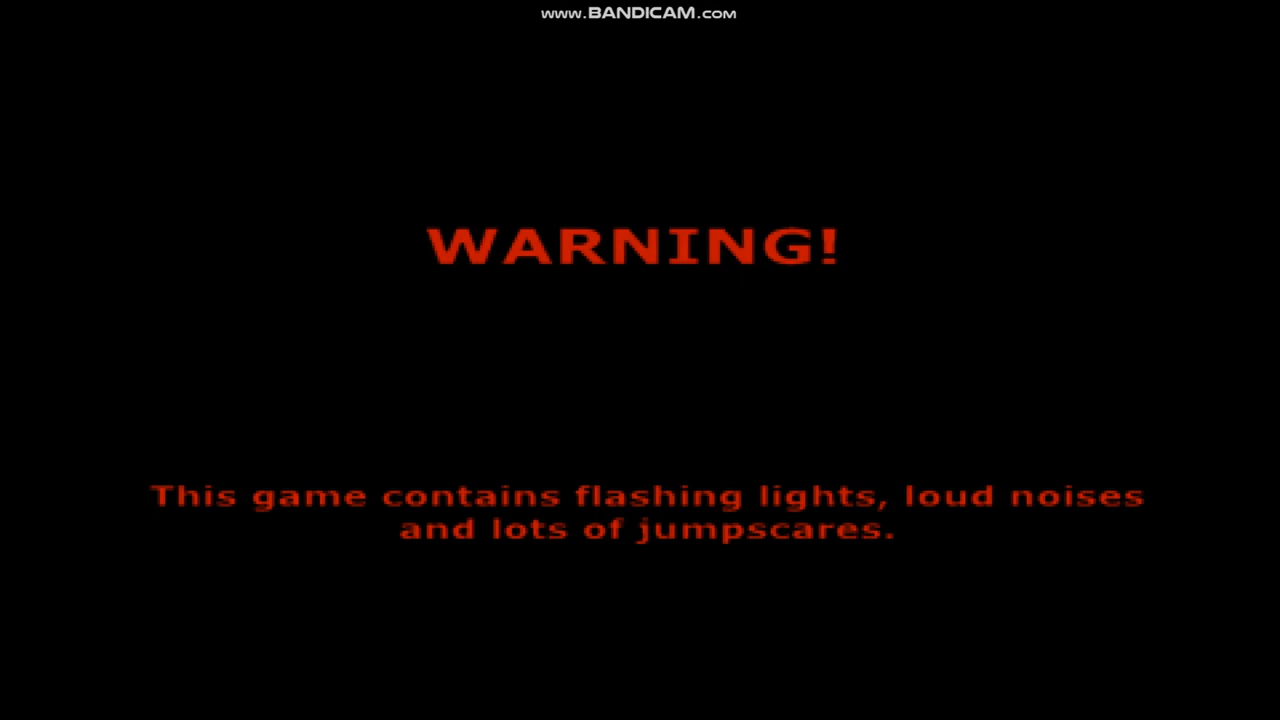 www.BANDICAM.com
WARNING!
This game contains flashing lights, loud noises
and lots of jumpscares.